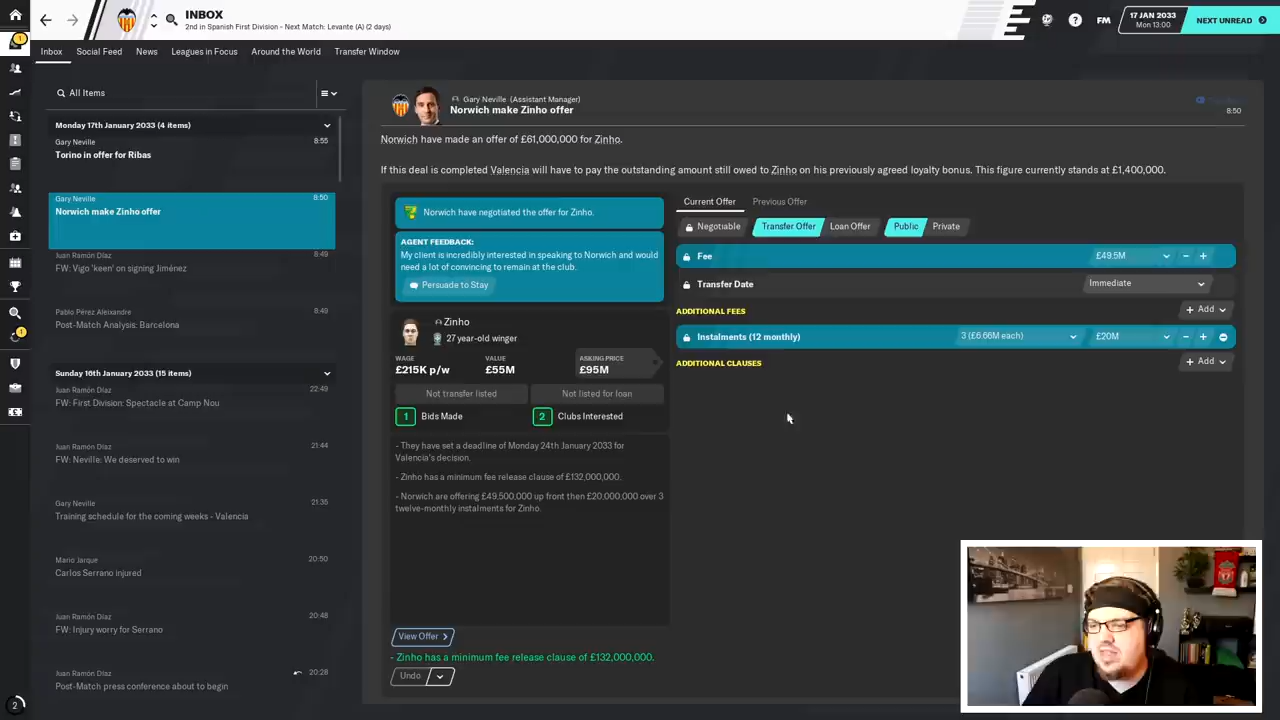 INBOX
2nd in Spanish First Division - Next Match: Levante (A) (2 days)
FM
17 JAN 2033
Mon 13:00
NEXT UNREAD
1
Inbox
Social Feed
News
Leagues in Focus
Around the World
Transfer Window
All Items
Monday 17th January 2033 (4 items)
Gary Neville
8:55
Torino in offer for Ribas
Gary Neville
8:50
Norwich make Zinho offer
Juan Ramón Díaz
8:49
FW: Vigo 'keen' on signing Jiménez
Pablo Pérez Aleixandre
8:49
Post-Match Analysis: Barcelona
Sunday 16th January 2033 (15 items)
Juan Ramón Díaz
22:49
FW: First Division: Spectacle at Camp Nou
Juan Ramón Díaz
21:44
FW: Neville: We deserved to win
Gary Neville
21:35
Training schedule for the coming weeks - Valencia
Mario Jarque
20:50
Carlos Serrano injured
Juan Ramón Díaz
20:48
FW: Injury worry for Serrano
Juan Ramón Díaz
20:28
Post-Match press conference about to begin
1
2
Gary Neville (Assistant Manager)
Norwich make Zinho offer
8:50
Norwich have made an offer of £61,000,000 for Zinho.
If this deal is completed Valencia will have to pay the outstanding amount still owed to Zinho on his previously agreed loyalty bonus. This figure currently stands at £1,400,000.
Norwich have negotiated the offer for Zinho.
AGENT FEEDBACK:
My client is incredibly interested in speaking to Norwich and would
need a lot of convincing to remain at the club.
Persuade to Stay
Zinho
27 year-old winger
WAGE
£215K p/w
VALUE
£55M
ASKING PRICE
£95M
Not transfer listed
Not listed for loan
1 Bids Made
2 Clubs Interested
- They have set a deadline of Monday 24th January 2033 for
Valencia's decision.
- Zinho has a minimum fee release clause of £132,000,000.
- Norwich are offering £49,500,000 up front then £20,000,000 over 3
twelve-monthly instalments for Zinho.
View Offer
- Zinho has a minimum fee release clause of £132,000,000.
Undo
Current Offer
Previous Offer
Negotiable
Transfer Offer
Loan Offer
Public
Private
Fee
£49.5M
Transfer Date
Immediate
ADDITIONAL FEES
+ Add
Instalments (12 monthly)
3 (£6.66M each)
£20M
ADDITIONAL CLAUSES
+ Add